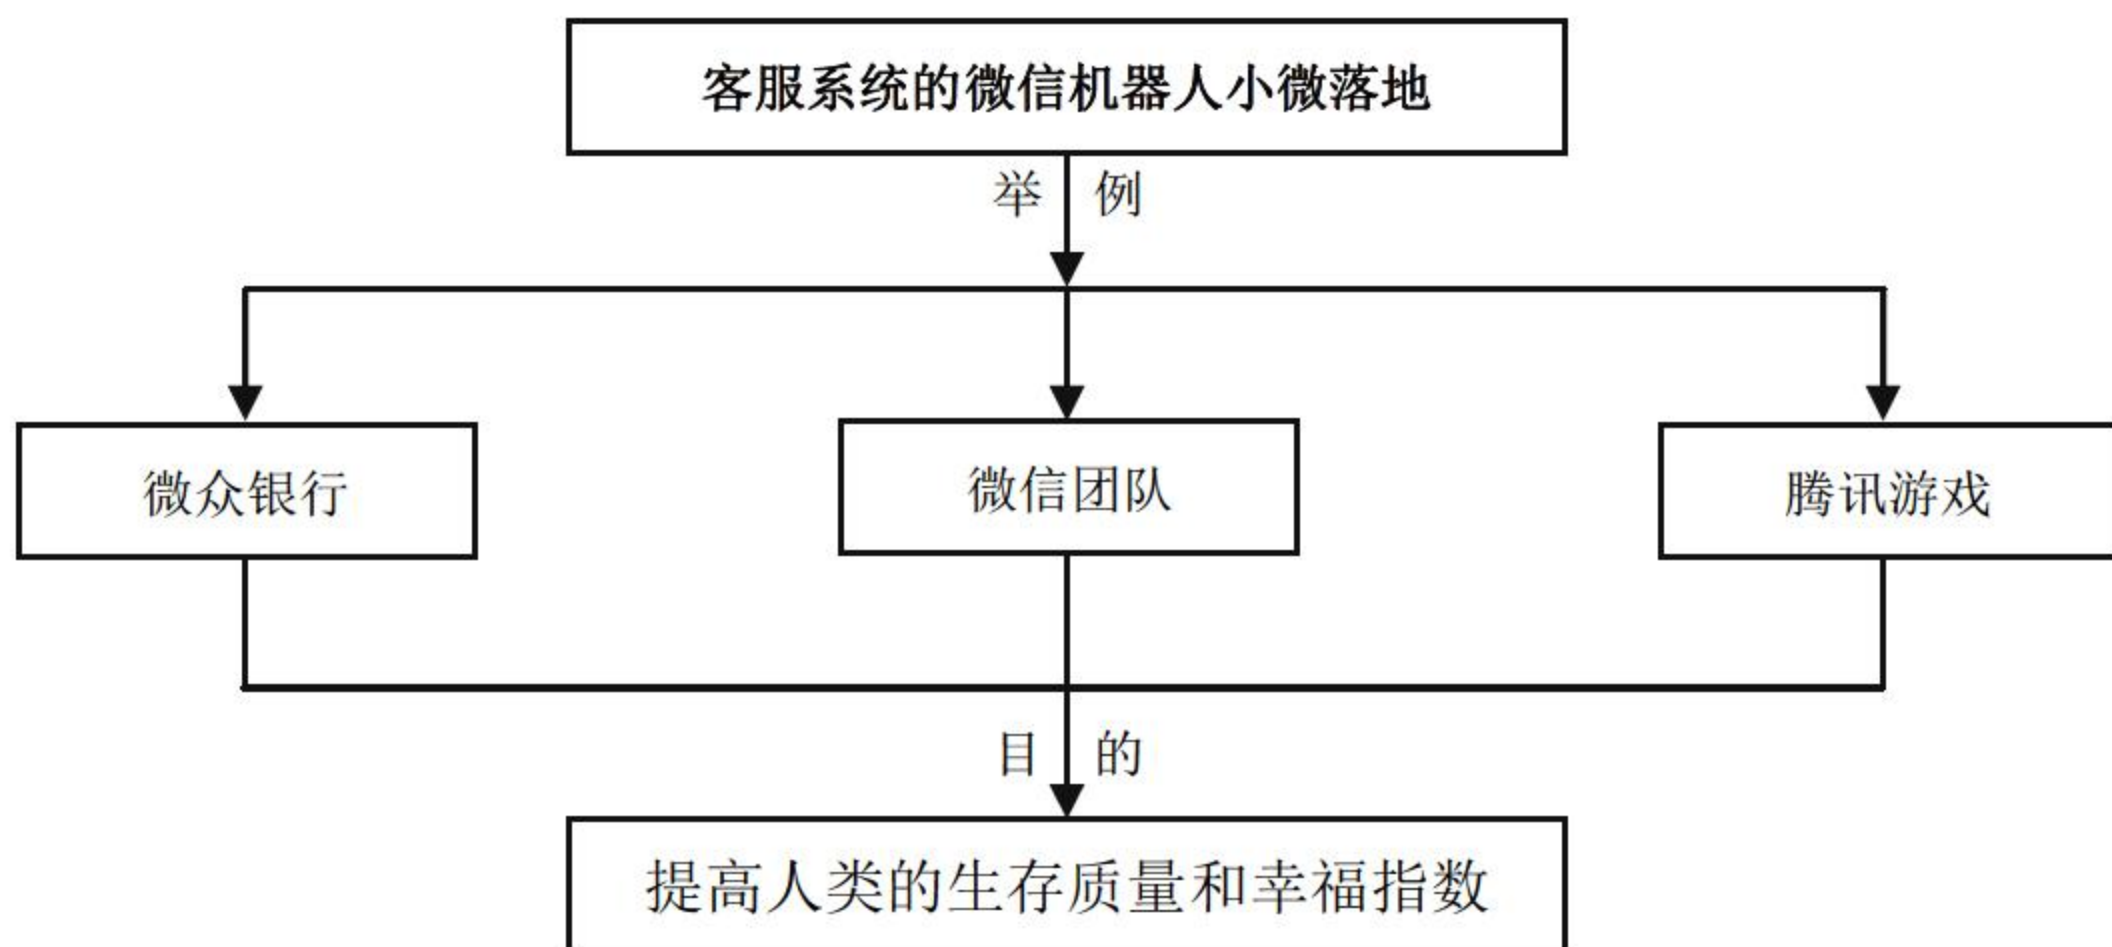 客服系统的微信机器人小微落地
举 例
微众银行
微信团队
腾讯游戏
目 的
提高人类的生存质量和幸福指数